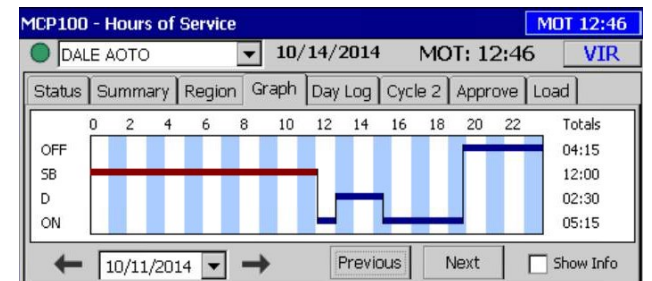 MCP100 - Hours of Service MOT 12:46
DALE AOTO 10/14/2014 MOT: 12:46 VIR
Status Summary Region Graph Day Log Cycle 2 Approve Load
0 2 4 6 8 10 12 14 16 18 20 22 Totals
OFF 04:15
SB 12:00
D 02:30
ON 05:15
10/11/2014 Previous Next Show Info